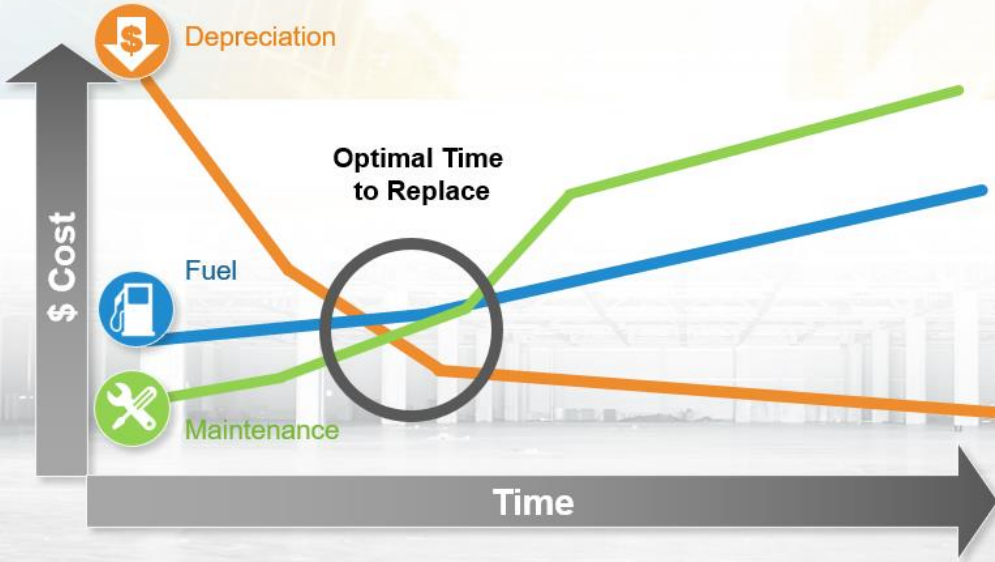 $
Depreciation
Optimal Time
to Replace
$ Cost
Fuel
Maintenance
Time